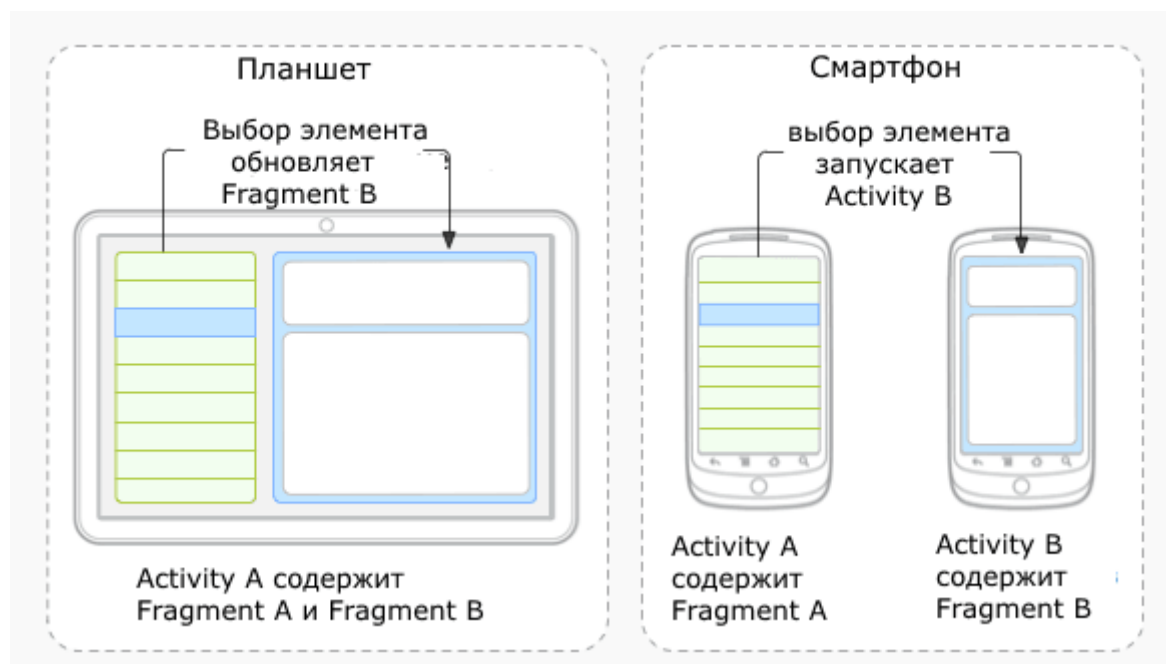 Планшет
Выбор элемента
обновляет
Fragment B
Activity A содержит
Fragment A и Fragment B
Смартфон
выбор элемента
запускает
Activity B
Activity A
содержит
Fragment A
Activity B
содержит
Fragment B